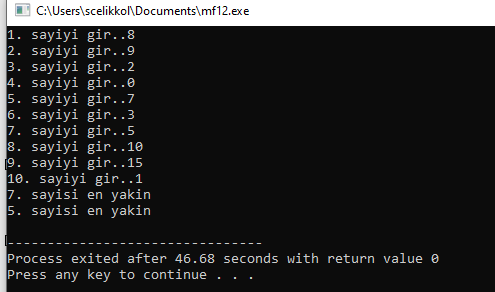 C:\Users\scelikkol\Documents\mf12.exe
1. sayiyi gir..8
2. sayiyi gir..9
3. sayiyi gir..2
4. sayiyi gir..0
5. sayiyi gir..7
6. sayiyi gir..3
7. sayiyi gir..5
8. sayiyi gir..10
9. sayiyi gir..15
10. sayiyi gir..1
7. sayisi en yakin
5. sayisi en yakin
--------------------------------
Process exited after 46.68 seconds with return value 0
Press any key to continue . . .